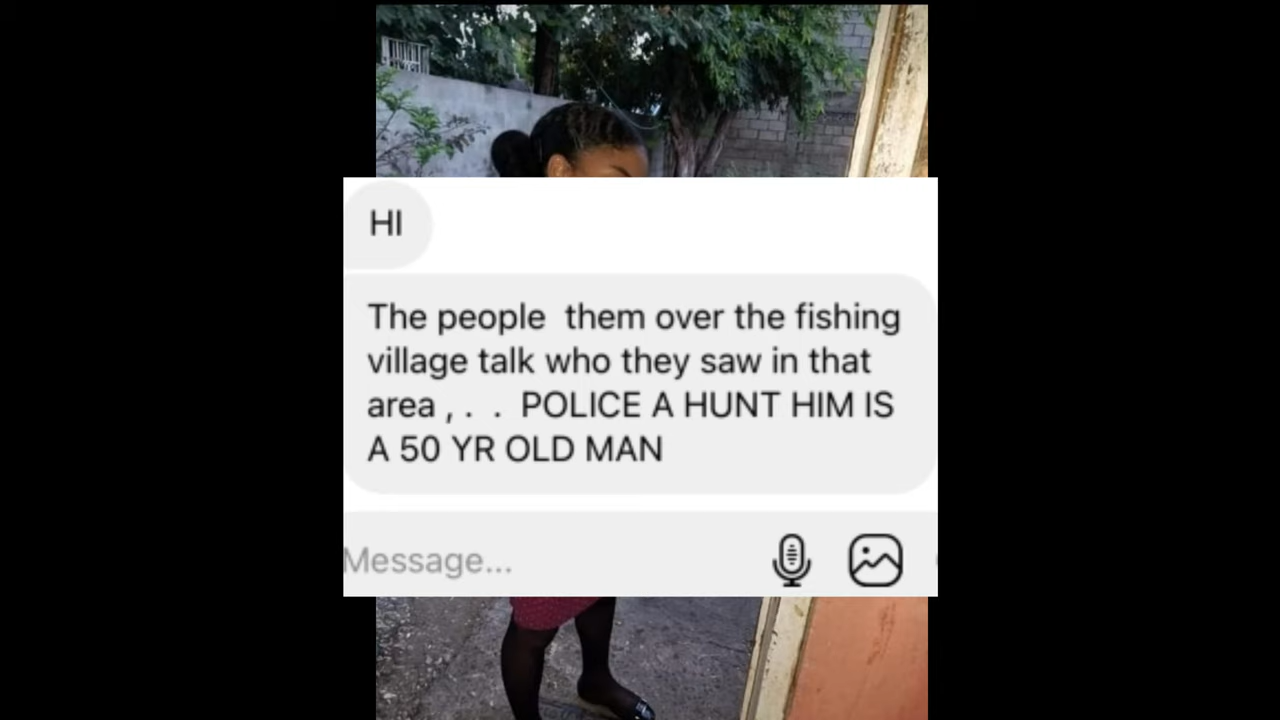 HI
The people  them over the fishing
village talk who they saw in that
area , .  .  POLICE A HUNT HIM IS
A 50 YR OLD MAN
Message...